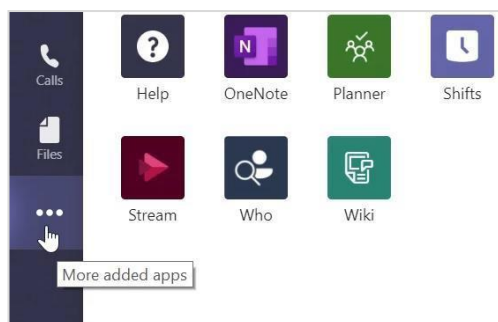 Calls
Files
More added apps
?
Help
N
OneNote
Planner
Shifts
Stream
Who
Wiki